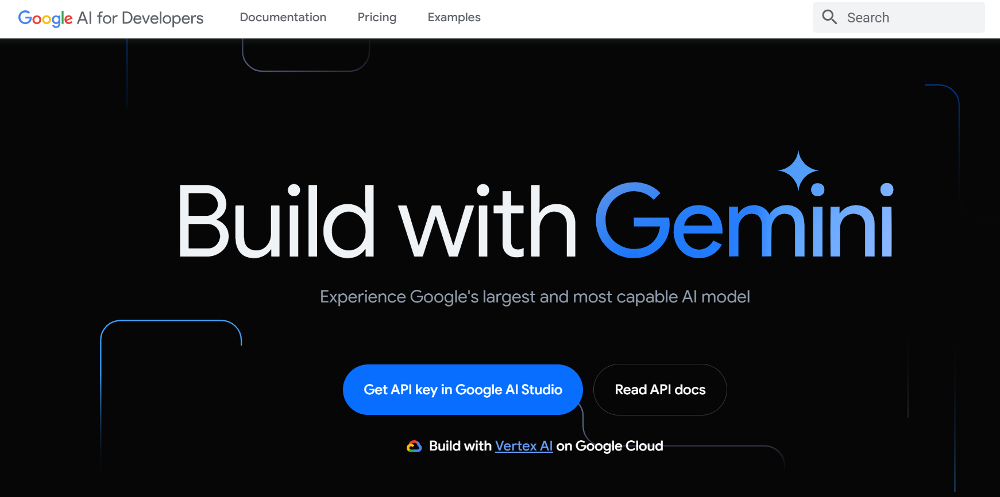 Google AI for Developers Documentation Pricing Examples Search
Build with Gemini
Experience Google's largest and most capable AI model
Get API key in Google AI Studio Read API docs
Build with Vertex AI on Google Cloud